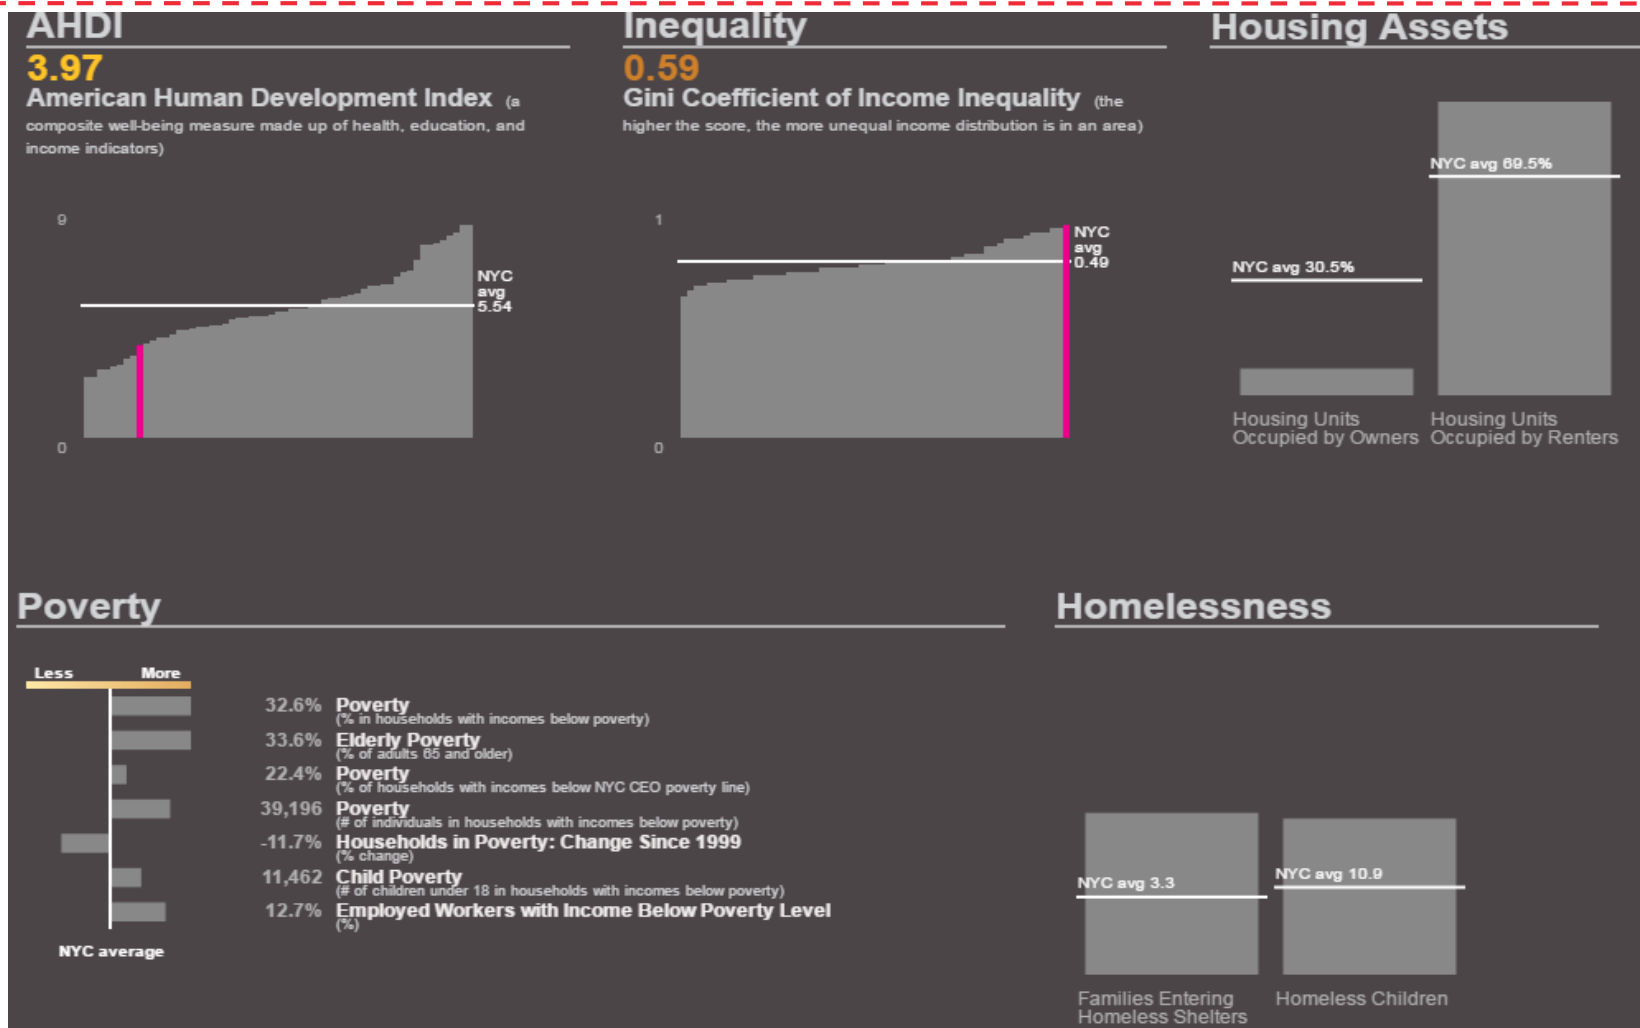 AHDI
3.97
American Human Development Index (a
composite well-being measure made up of health, education, and
income indicators)
9
NYC
avg
5.54
0
Inequality
0.59
Gini Coefficient of Income Inequality (the
higher the score, the more unequal income distribution is in an area)
1
NYC
avg
0.49
0
Housing Assets
NYC avg 69.5%
NYC avg 30.5%
Housing Units
Occupied by Owners
Housing Units
Occupied by Renters
Poverty
Less More
32.6% Poverty
(% in households with incomes below poverty)
33.6% Elderly Poverty
(% of adults 65 and older)
22.4% Poverty
(% of households with incomes below NYC CEO poverty line)
39,196 Poverty
(# of individuals in households with incomes below poverty)
-11.7% Households in Poverty: Change Since 1999
(% change)
11,462 Child Poverty
(# of children under 18 in households with incomes below poverty)
12.7% Employed Workers with Income Below Poverty Level
(%)
NYC average
Homelessness
NYC avg 3.3
NYC avg 10.9
Families Entering
Homeless Shelters
Homeless Children